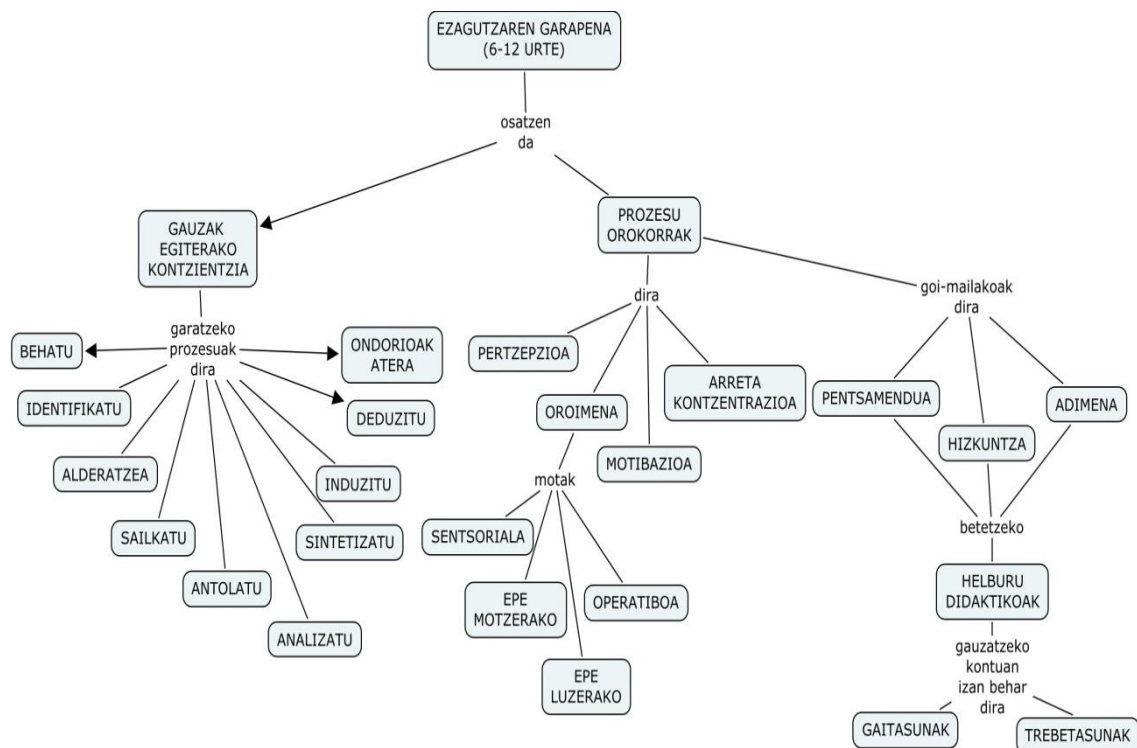 EZAGUTZAREN GARAPENA
(6-12 URTE)
osatzen
da
GAUZAK
EGITERAKO
KONTZIENTZIA
garatzeko
prozesuak
dira
BEHATU
IDENTIFIKATU
ALDERATZEA
SAILKATU
ANTOLATU
ANALIZATU
SINTETIZATU
INDUZITU
DEDUZITU
ONDORIOAK
ATERA
PROZESU
OROKORRAK
dira
PERTZEPZIOA
OROIMENA
MOTIBAZIOA
ARRETA
KONTZENTRAZIOA
motak
SENTSORIALA
EPE
MOTZERAKO
EPE
LUZERAKO
OPERATIBOA
goi-mailakoak
dira
PENTSAMENDUA
HIZKUNTZA
ADIMENA
betetzeko
HELBURU
DIDAKTIKOAK
gauzatzeko
kontuan
izan behar
dira
GAITASUNAK
TREBETASUNAK